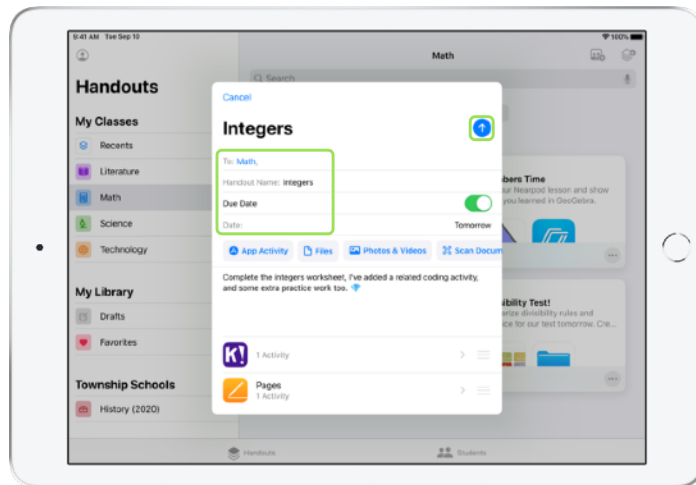 9:41 AM Tue Sep 10
100%
Math
Handouts
Search
My Classes
Recents
Literature
Math
Science
Technology
My Library
Drafts
Favorites
Township Schools
History (2020)
Cancel
Integers
To: Math,
Handout Name: Integers
Due Date
Date: Tomorrow
App Activity Files Photos & Videos Scan Docum
Complete the integers worksheet, I've added a related coding activity,
and some extra practice work too.
K!
1 Activity
Pages
1 Activity
bers Time
ur Nearpod lesson and show
you learned in GeoGebra.
ibility Test!
arize divisibility rules and
ice for our test tomorrow. Cre...
Handouts Students